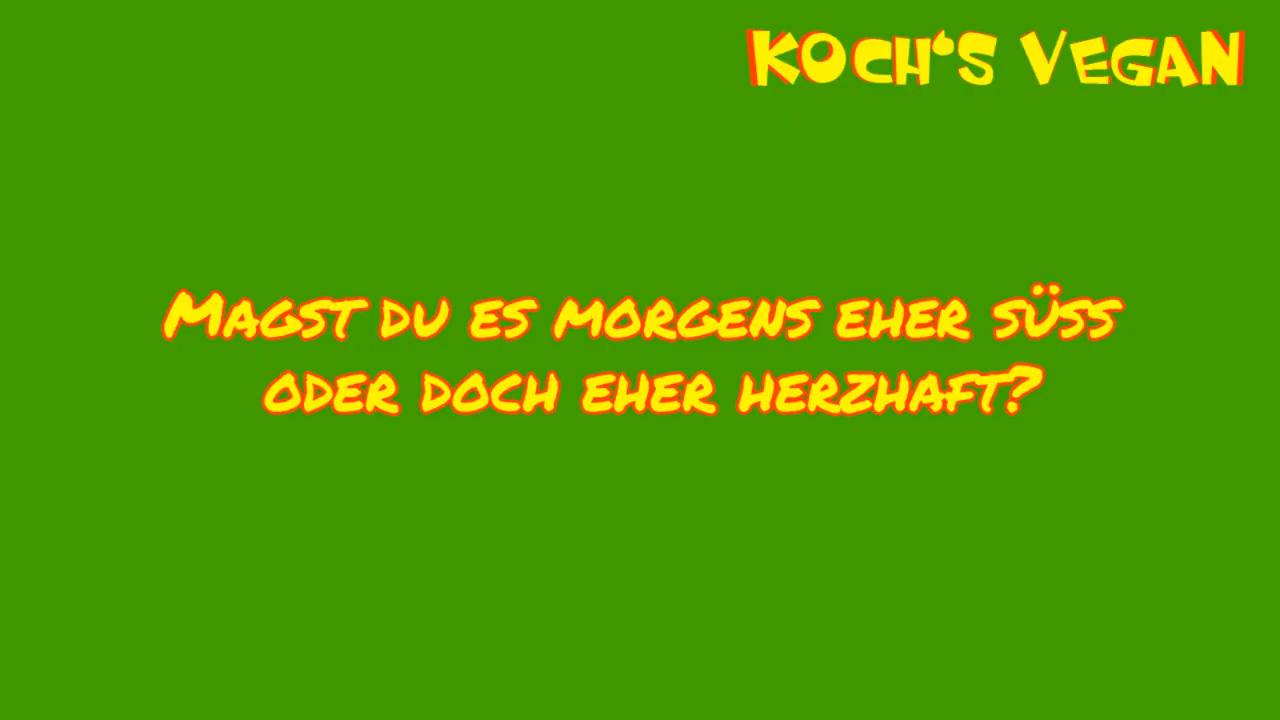 Koch's Vegan
Magst du es morgens eher süss
oder doch eher herzhaft?